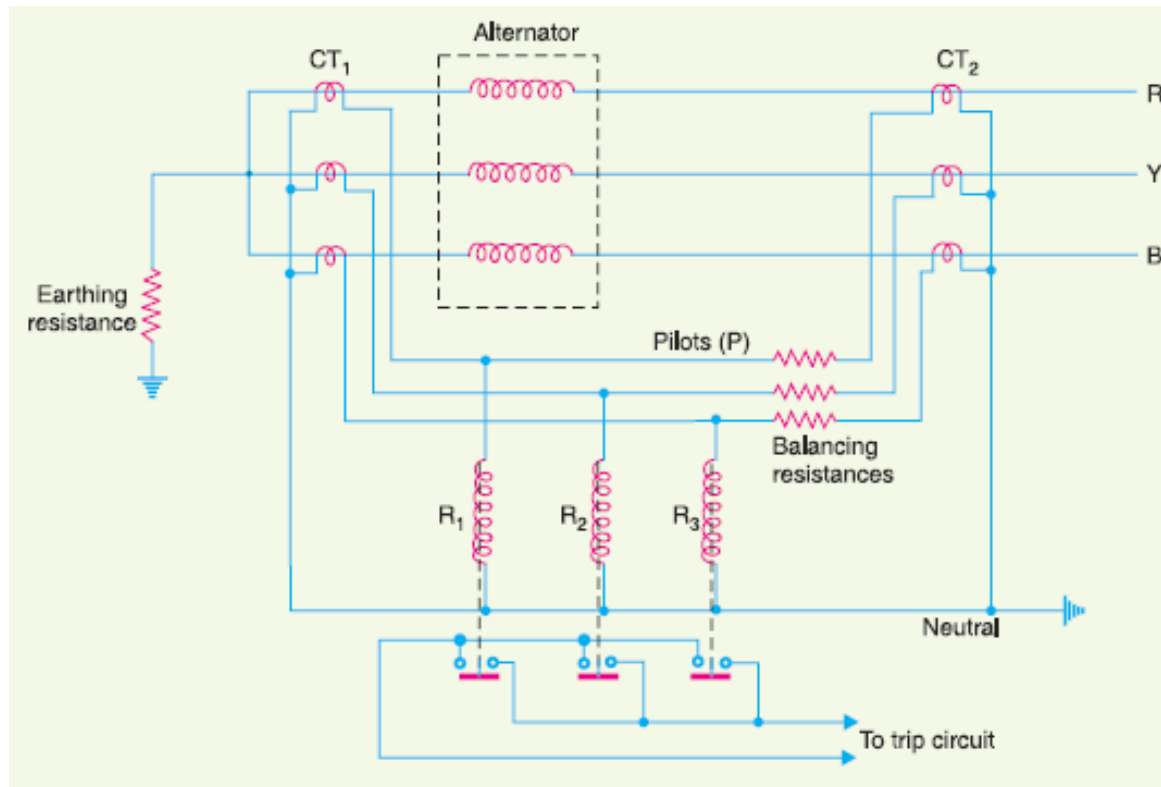 Alternator
CT₁
CT₂
R
Y
B
Earthing
resistance
Pilots (P)
Balancing
resistances
R₁
R₂
R₃
Neutral
To trip circuit